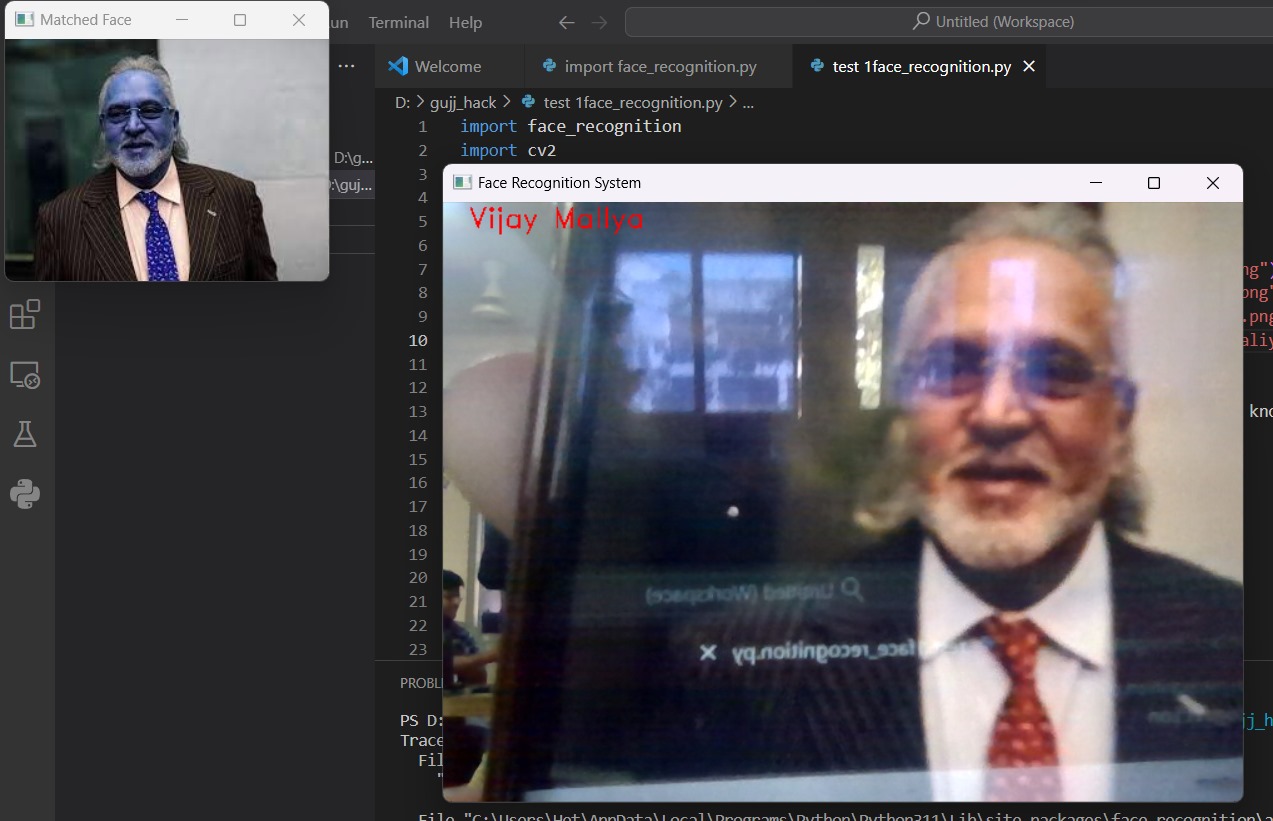 Matched Face
un Terminal Help
Untitled (Workspace)
Welcome
import face_recognition.py
test 1face_recognition.py
D: > gujj_hack > test 1face_recognition.py > ...
D:\g...
:\guj...
1 import face_recognition
2 import cv2
3
4
5
6
7 ng")
8 ong"
9 .png
10 aliy
11
12
13 kno
14
15
16
17
18
19
20
21
22
23
Face Recognition System
Vijay Mallya
Untitled (Workspace)
face_recognition.py
PROBL
PS D: jj_h
Trace
Fil
"
File "C:\Users\Het\AppData\Local\Programs\Python\Python311\Lib\site-packages\face_recognition\a